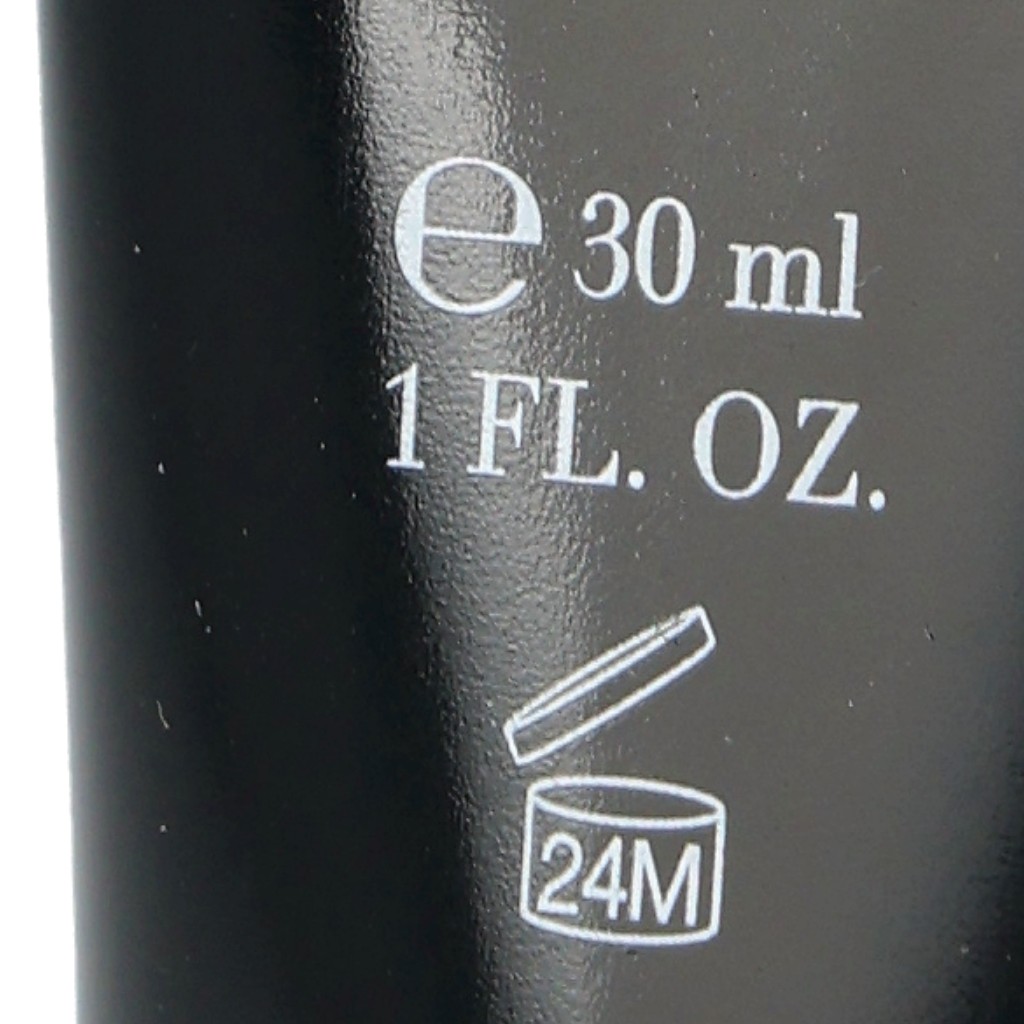 ℮ 30 ml
1 FL. OZ.
24M